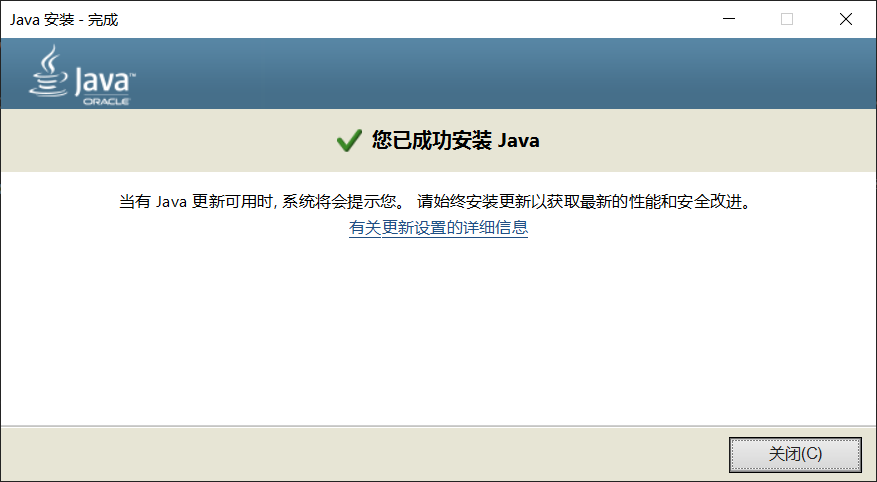 Java 安装 - 完成
Java™
ORACLE
您已成功安装 Java
当有 Java 更新可用时, 系统将会提示您。 请始终安装更新以获取最新的性能和安全改进。
有关更新设置的详细信息
关闭(C)